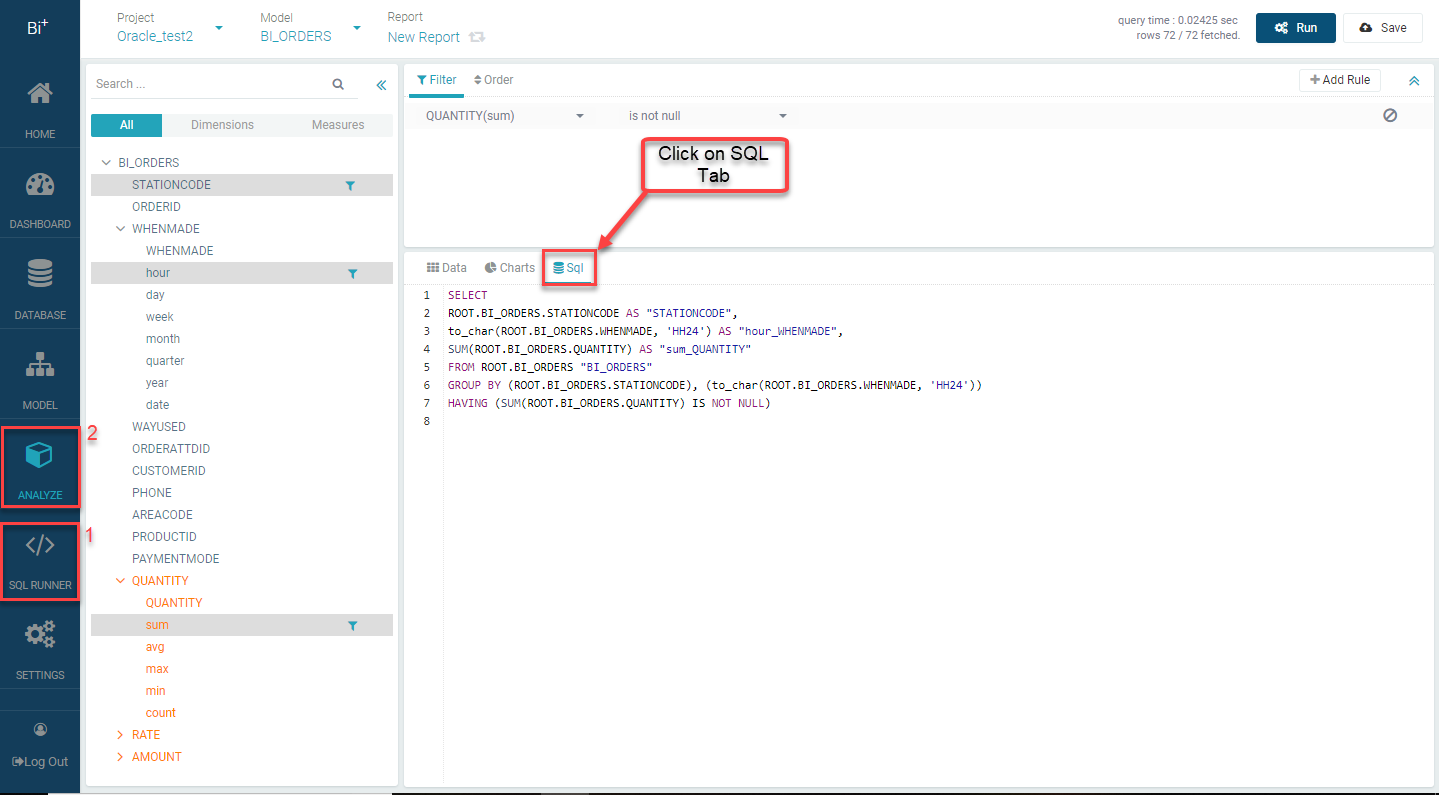 Bi+
HOME
DASHBOARD
DATABASE
MODEL
ANALYZE
2
SQL RUNNER
1
SETTINGS
Log Out
Project
Oracle_test2
Model
BI_ORDERS
Report
New Report
query time : 0.02425 sec
rows 72 / 72 fetched.
Run
Save
Search ...
All Dimensions Measures
BI_ORDERS
STATIONCODE
ORDERID
WHENMADE
WHENMADE
hour
day
week
month
quarter
year
date
WAYUSED
ORDERATTDID
CUSTOMERID
PHONE
AREACODE
PRODUCTID
PAYMENTMODE
QUANTITY
QUANTITY
sum
avg
max
min
count
RATE
AMOUNT
Filter Order
Add Rule
QUANTITY(sum) is not null
Click on SQL
Tab
Data Charts Sql
1 SELECT
2 ROOT.BI_ORDERS.STATIONCODE AS "STATIONCODE",
3 to_char(ROOT.BI_ORDERS.WHENMADE, 'HH24') AS "hour_WHENMADE",
4 SUM(ROOT.BI_ORDERS.QUANTITY) AS "sum_QUANTITY"
5 FROM ROOT.BI_ORDERS "BI_ORDERS"
6 GROUP BY (ROOT.BI_ORDERS.STATIONCODE), (to_char(ROOT.BI_ORDERS.WHENMADE, 'HH24'))
7 HAVING (SUM(ROOT.BI_ORDERS.QUANTITY) IS NOT NULL)
8